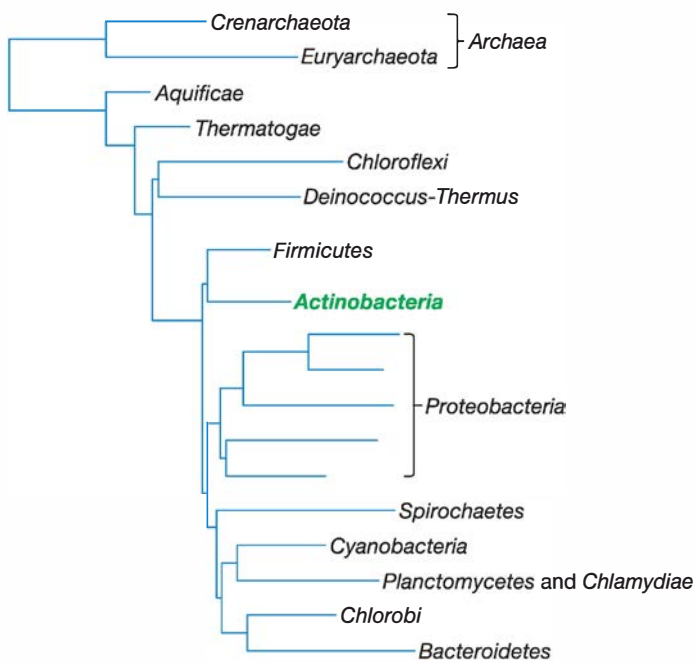 Crenarchaeota
Archaea
Euryarchaeota
Aquificae
Thermatogae
Chloroflexi
Deinococcus-Thermus
Firmicutes
Actinobacteria
Proteobacteria
Spirochaetes
Cyanobacteria
Planctomycetes and Chlamydiae
Chlorobi
Bacteroidetes